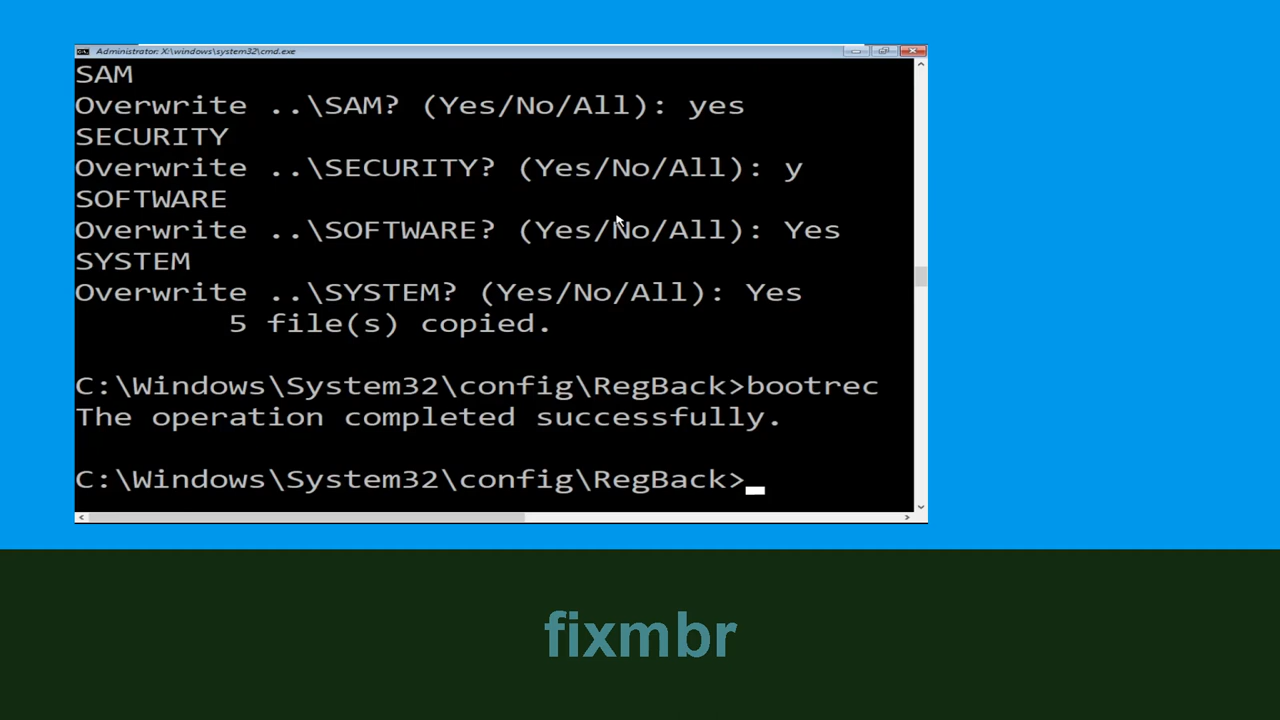 Administrator: X:\windows\system32\cmd.exe
SAM
Overwrite ..\SAM? (Yes/No/All): yes
SECURITY
Overwrite ..\SECURITY? (Yes/No/All): y
SOFTWARE
Overwrite ..\SOFTWARE? (Yes/No/All): Yes
SYSTEM
Overwrite ..\SYSTEM? (Yes/No/All): Yes
5 file(s) copied.
C:\Windows\System32\config\RegBack>bootrec
The operation completed successfully.
C:\Windows\System32\config\RegBack>
fixmbr